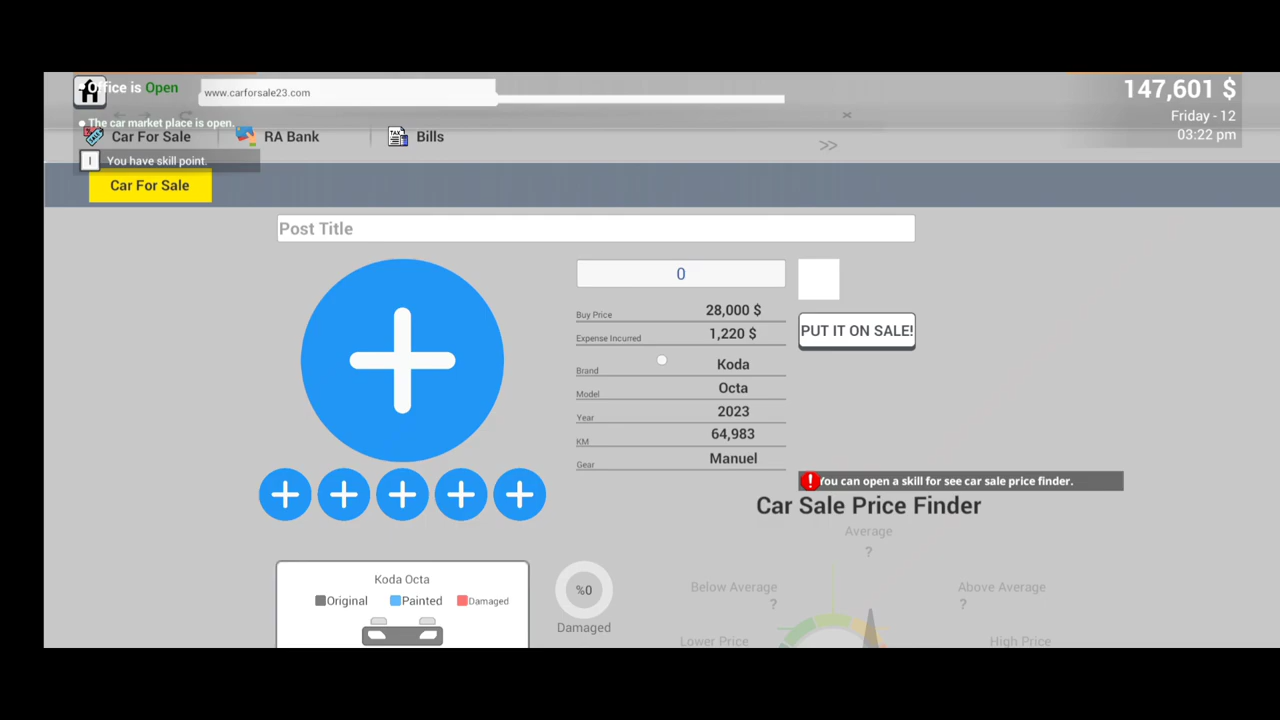 Office is Open
www.carforsale23.com
147,601 $
Friday - 12
The car market place is open.
03:22 pm
Car For Sale
RA Bank
TAX
Bills
>>
I
You have skill point.
Car For Sale
Post Title
0
Buy Price 28,000 $
PUT IT ON SALE!
Expense Incurred 1,220 $
Brand Koda
Model Octa
Year 2023
KM 64,983
Gear Manuel
You can open a skill for see car sale price finder.
Car Sale Price Finder
Average
?
Koda Octa
Original Painted Damaged
%0
Damaged
Below Average
?
Above Average
?
Lower Price
High Price